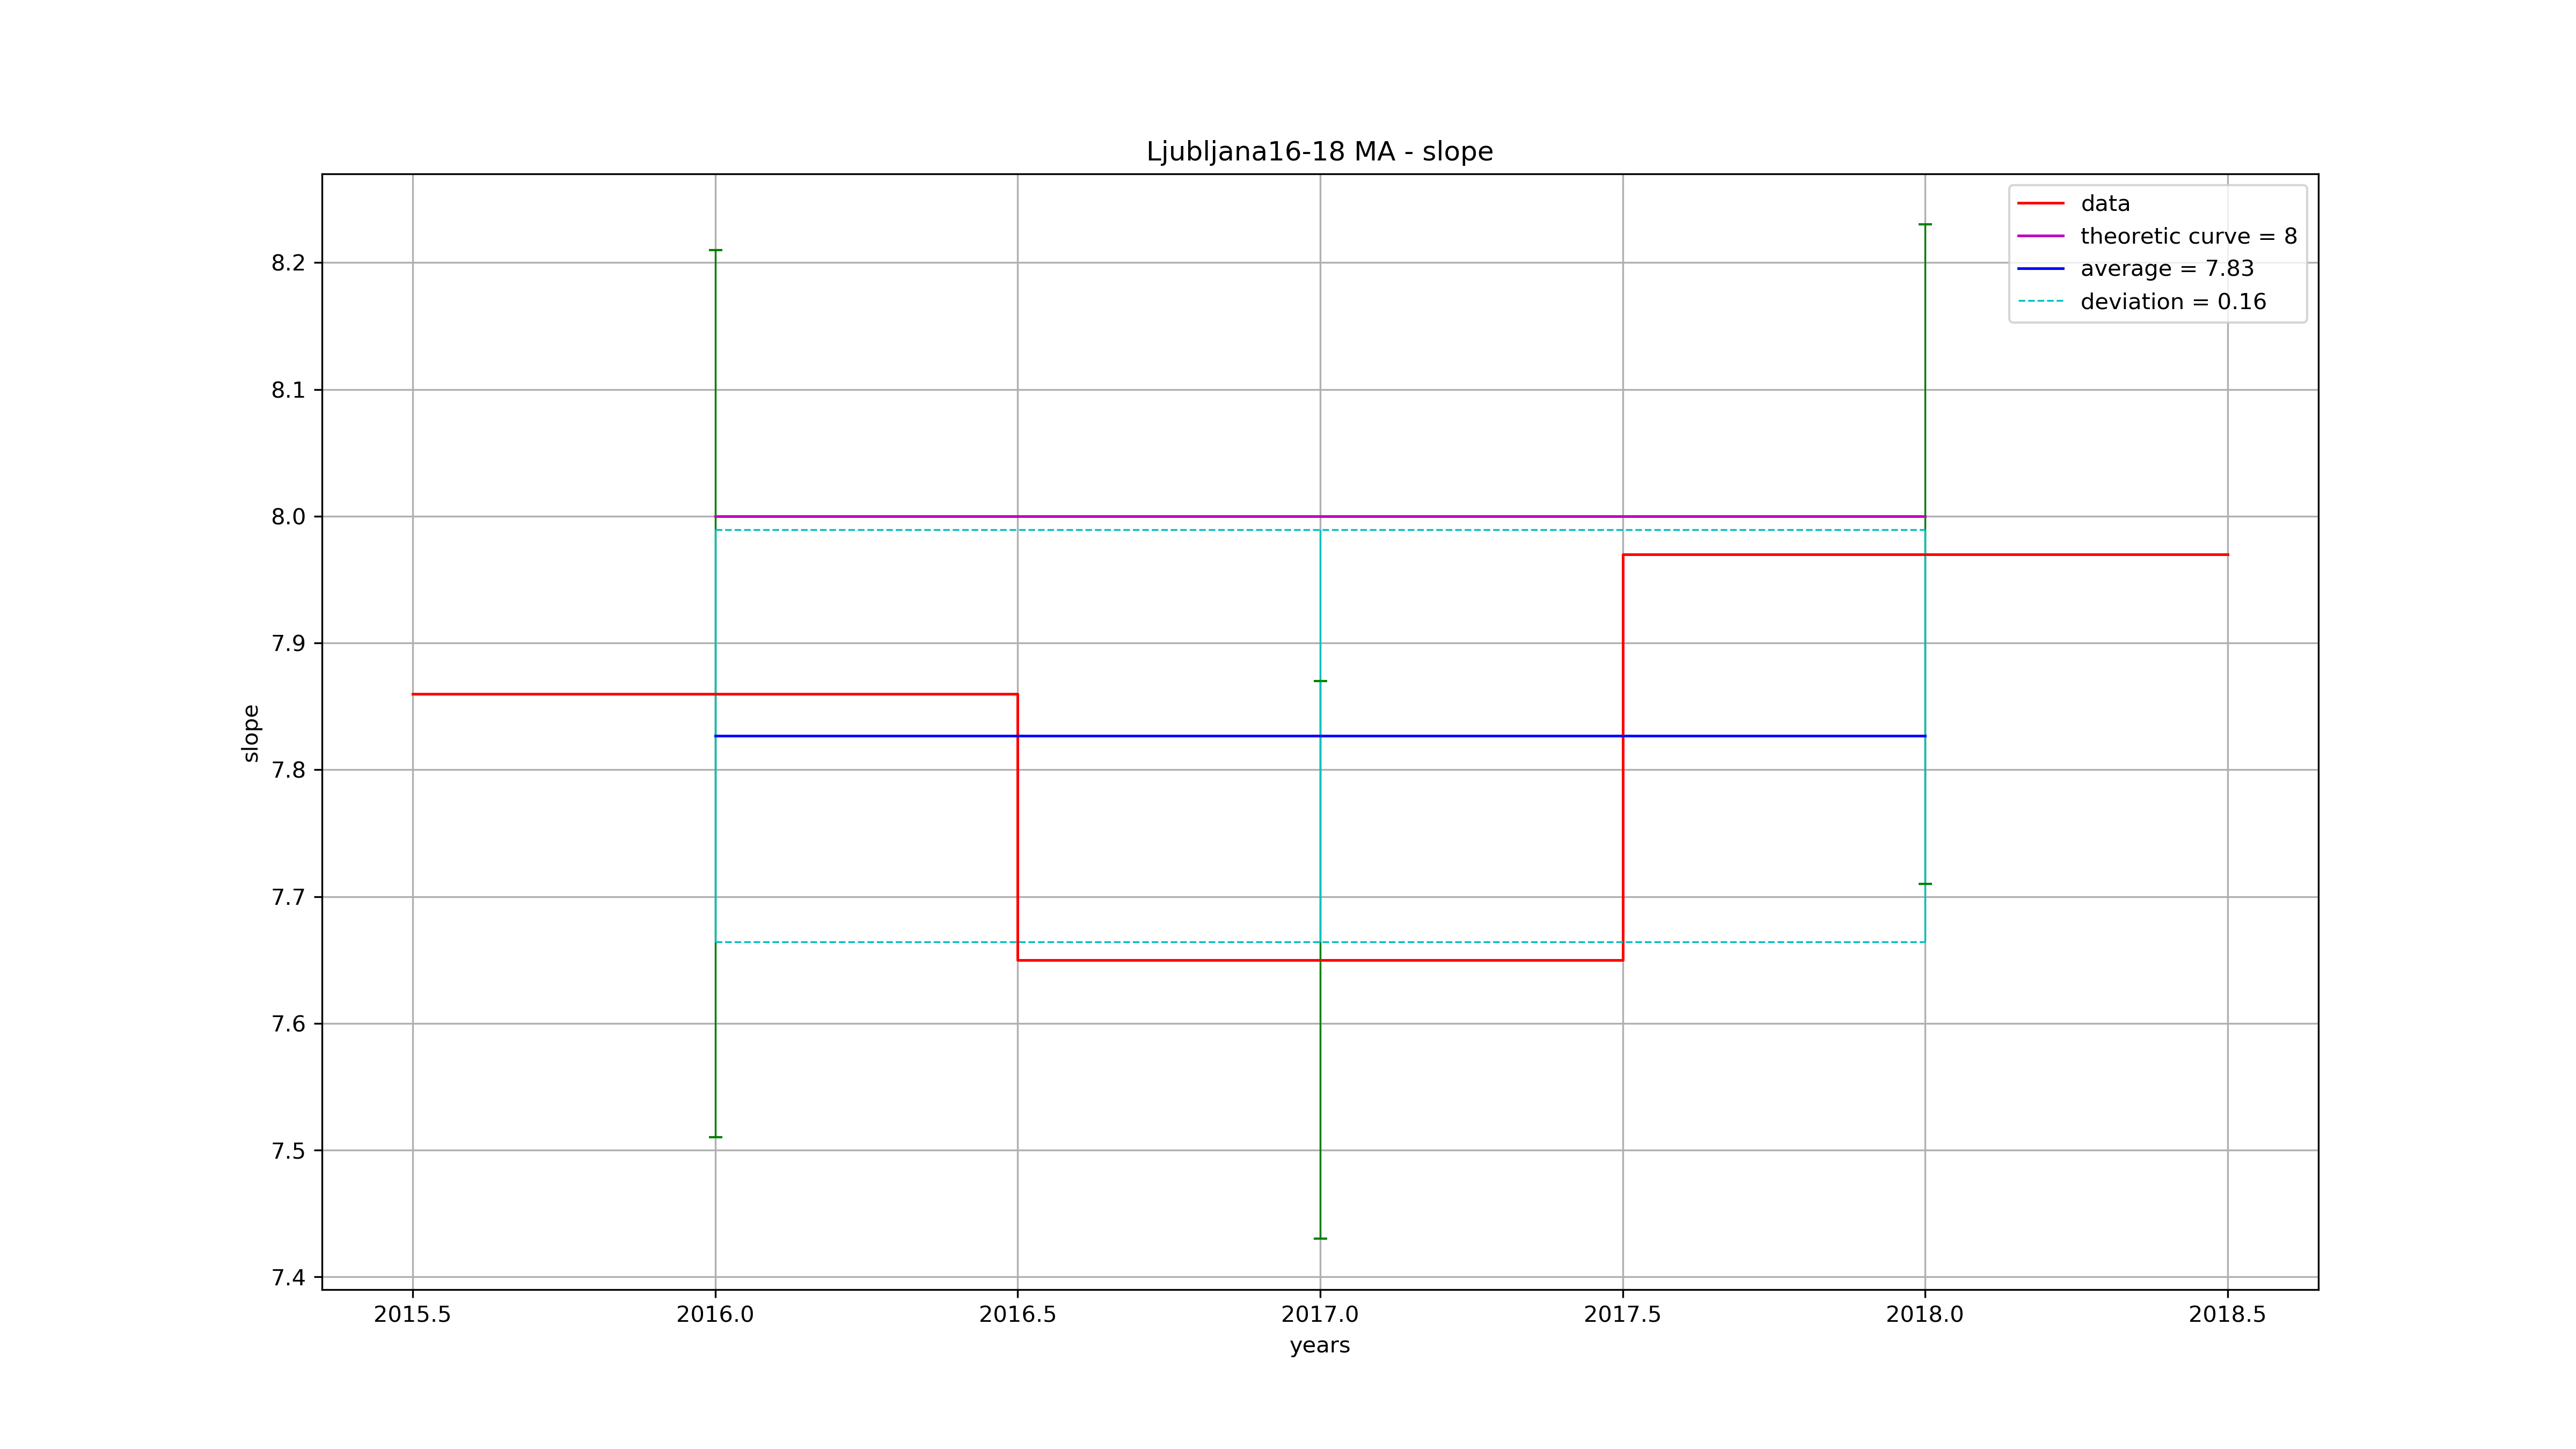 Ljubljana16-18 MA - slope
data
theoretic curve = 8
average = 7.83
deviation = 0.16
8.2
8.1
8.0
7.9
7.8
7.7
7.6
7.5
7.4
slope
2015.5 2016.0 2016.5 2017.0 2017.5 2018.0 2018.5
years